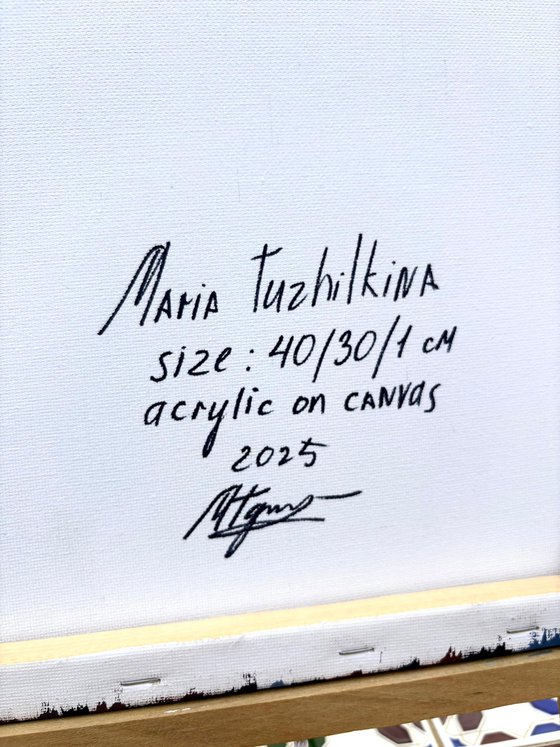 Maria Tuzhilkina
size: 40/30/1 cm
acrylic on canvas
2025